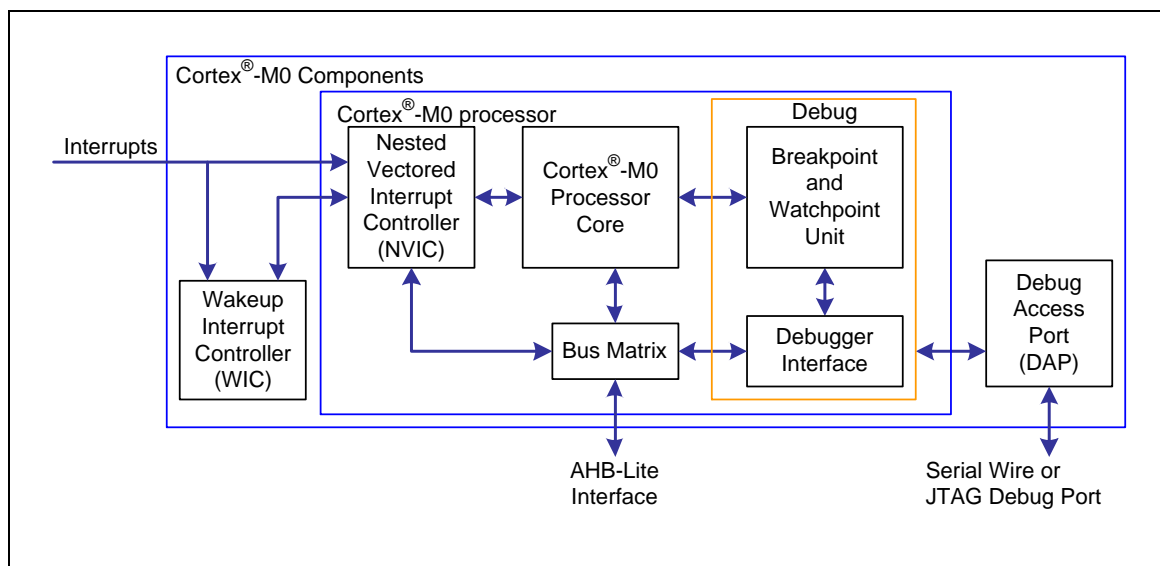 Cortex®-M0 Components
Cortex®-M0 processor
Debug
Interrupts
Nested
Vectored
Interrupt
Controller
(NVIC)
Cortex®-M0
Processor
Core
Breakpoint
and
Watchpoint
Unit
Wakeup
Interrupt
Controller
(WIC)
Bus Matrix
Debugger
Interface
Debug
Access
Port
(DAP)
AHB-Lite
Interface
Serial Wire or
JTAG Debug Port